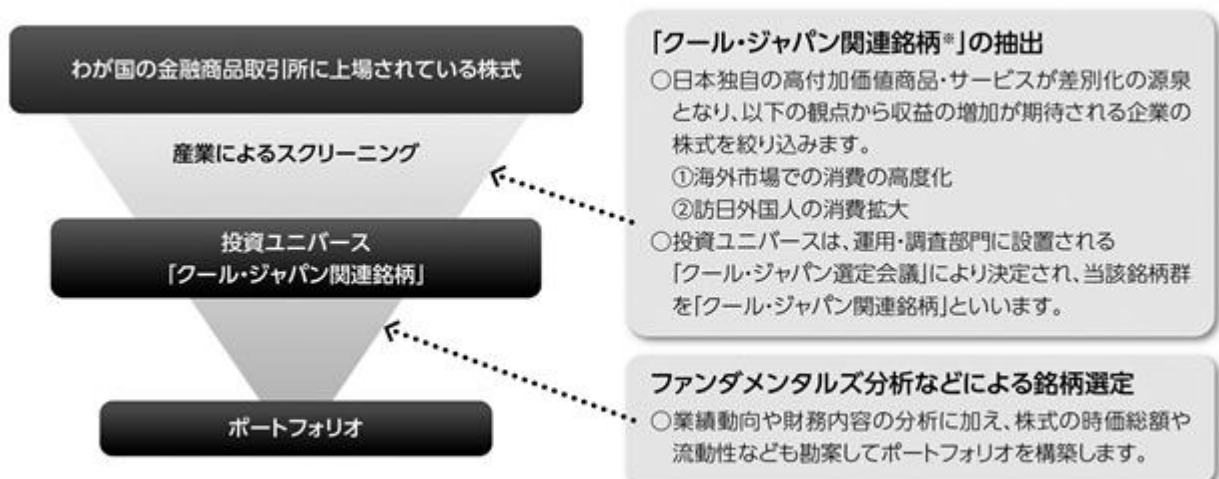 わが国の金融商品取引所に上場されている株式
産業によるスクリーニング
投資ユニバース
「クール・ジャパン関連銘柄」
ポートフォリオ
「クール・ジャパン関連銘柄※」の抽出
○日本独自の高付加価値商品・サービスが差別化の源泉
となり、以下の観点から収益の増加が期待される企業の
株式を絞り込みます。
①海外市場での消費の高度化
②訪日外国人の消費拡大
○投資ユニバースは、運用・調査部門に設置される
「クール・ジャパン選定会議」により決定され、当該銘柄群
を「クール・ジャパン関連銘柄」といいます。
ファンダメンタルズ分析などによる銘柄選定
○業績動向や財務内容の分析に加え、株式の時価総額や
流動性なども勘案してポートフォリオを構築します。